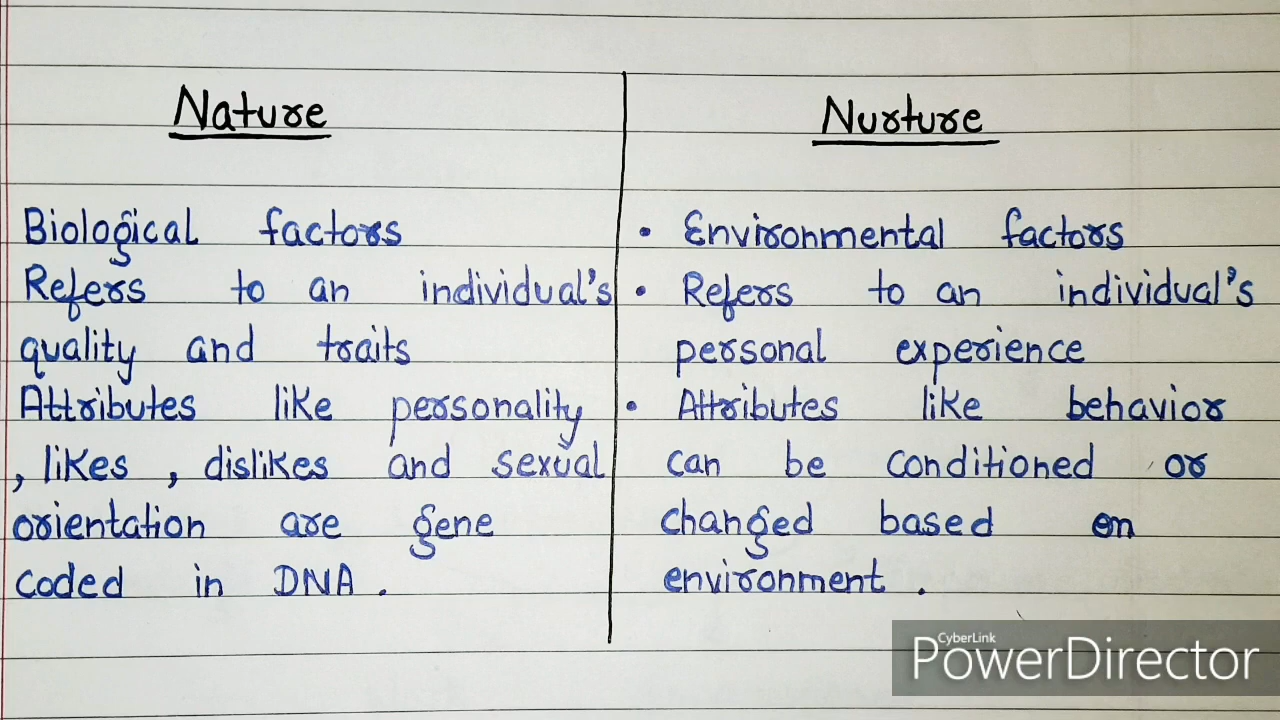 Nature
Biological factors
Refers to an individual's
quality and traits
Attributes like personality
, likes , dislikes and sexual
orientation are gene
coded in DNA .
Nurture
• Environmental factors
• Refers to an individual's
personal experience
• Attributes like behavior
can be conditioned or
changed based on
environment .
CyberLink
PowerDirector